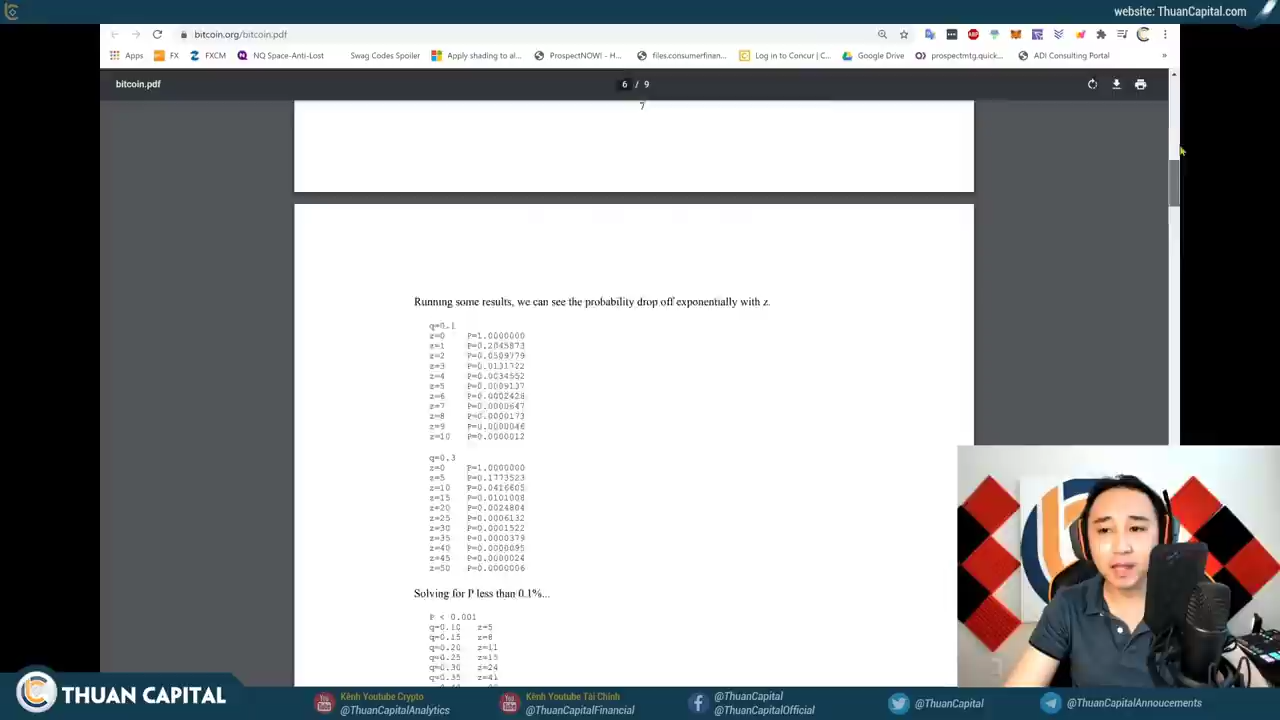 website: ThuanCapital.com
bitcoin.org/bitcoin.pdf
Apps FX FXCM NQ Space-Anti-Lost Swag Codes Spoiler Apply shading to al... ProspectNOW! - H... files.consumerfinan... Log in to Concur | C... Google Drive prospectmtg.quick... ADI Consulting Portal »
bitcoin.pdf 6 / 9
7
Running some results, we can see the probability drop off exponentially with z.
q=0.1
z=0 P=1.0000000
z=1 P=0.2045873
z=2 P=0.0509779
z=3 P=0.0131722
z=4 P=0.0034552
z=5 P=0.0009137
z=6 P=0.0002428
z=7 P=0.0000647
z=8 P=0.0000173
z=9 P=0.0000046
z=10 P=0.0000012
q=0.3
z=0 P=1.0000000
z=5 P=0.1773523
z=10 P=0.0416605
z=15 P=0.0101008
z=20 P=0.0024804
z=25 P=0.0006132
z=30 P=0.0001522
z=35 P=0.0000379
z=40 P=0.0000095
z=45 P=0.0000024
z=50 P=0.0000006
Solving for P less than 0.1%...
P < 0.001
q=0.10 z=5
q=0.15 z=8
q=0.20 z=11
q=0.25 z=15
q=0.30 z=24
q=0.35 z=41
THUAN CAPITAL
Kênh Youtube Crypto
@ThuanCapitalAnalytics
Kênh Youtube Tài Chính
@ThuanCapitalFinancial
@ThuanCapital
@ThuanCapitalOfficial
@ThuanCapital
@ThuanCapitalAnnoucements